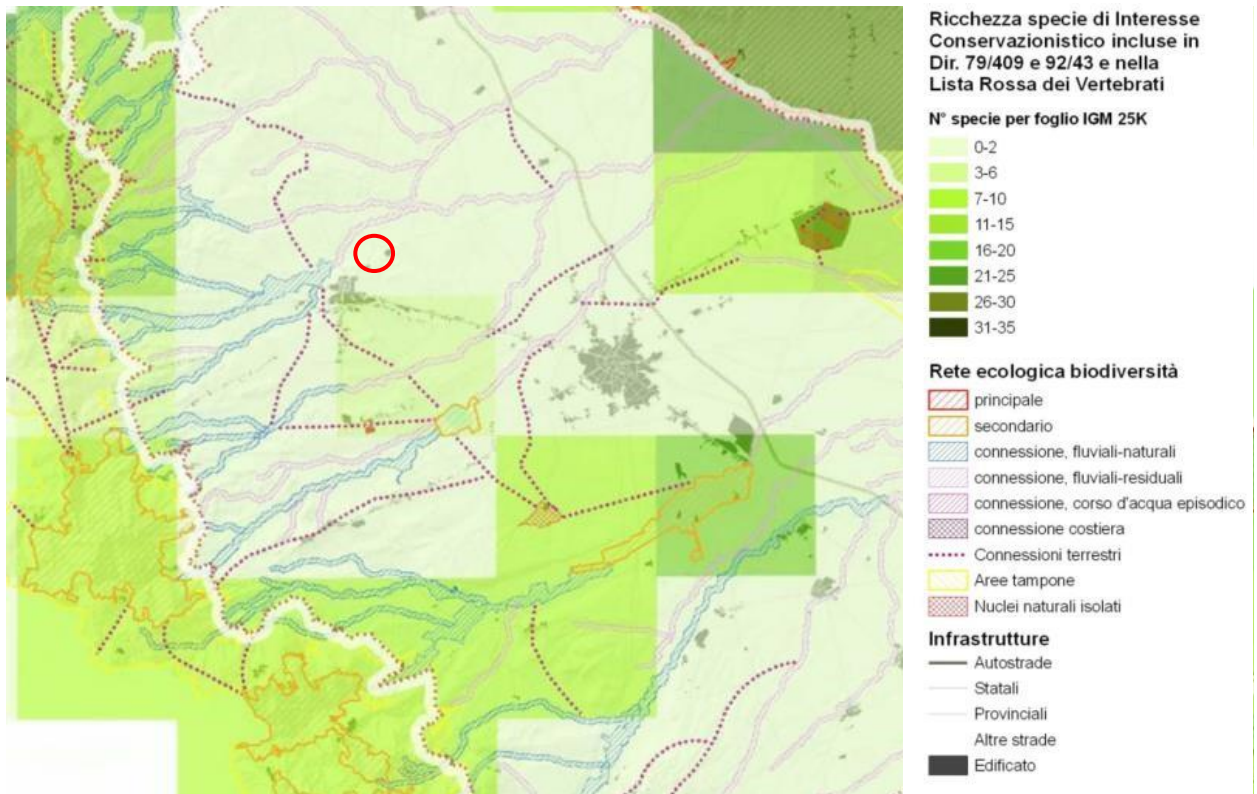 Ricchezza specie di Interesse
Conservazionistico incluse in
Dir. 79/409 e 92/43 e nella
Lista Rossa dei Vertebrati
N° specie per foglio IGM 25K
0-2
3-6
7-10
11-15
16-20
21-25
26-30
31-35
Rete ecologica biodiversità
principale
secondario
connessione, fluviali-naturali
connessione, fluviali-residuali
connessione, corso d'acqua episodico
connessione costiera
Connessioni terrestri
Aree tampone
Nuclei naturali isolati
Infrastrutture
Autostrade
Statali
Provinciali
Altre strade
Edificato